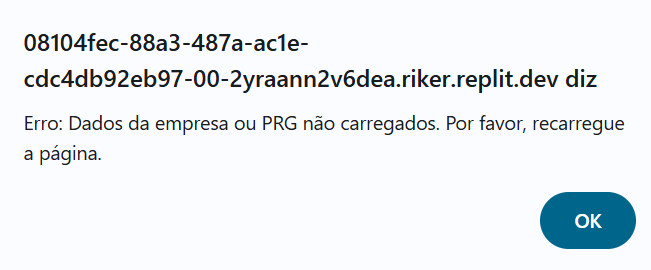 08104fec-88a3-487a-ac1e-
cdc4db92eb97-00-2yraann2v6dea.riker.replit.dev diz
Erro: Dados da empresa ou PRG não carregados. Por favor, recarregue
a página.
OK